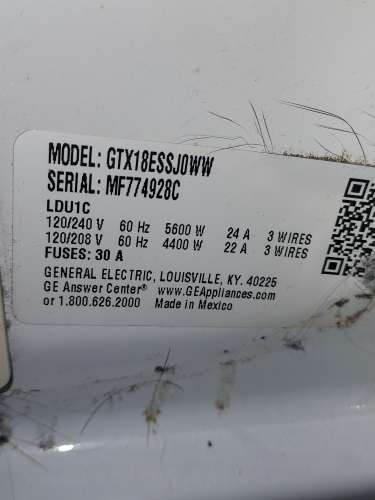 MODEL: GTX18ESSJ0WW
SERIAL: MF774928C
LDU1C
120/240 V 60 Hz 5600 W 24 A 3 WIRES
120/208 V 60 Hz 4400 W 22 A 3 WIRES
FUSES: 30 A
GENERAL ELECTRIC, LOUISVILLE, KY. 40225
GE Answer Center® www.GEAppliances.com
or 1.800.626.2000 Made in Mexico